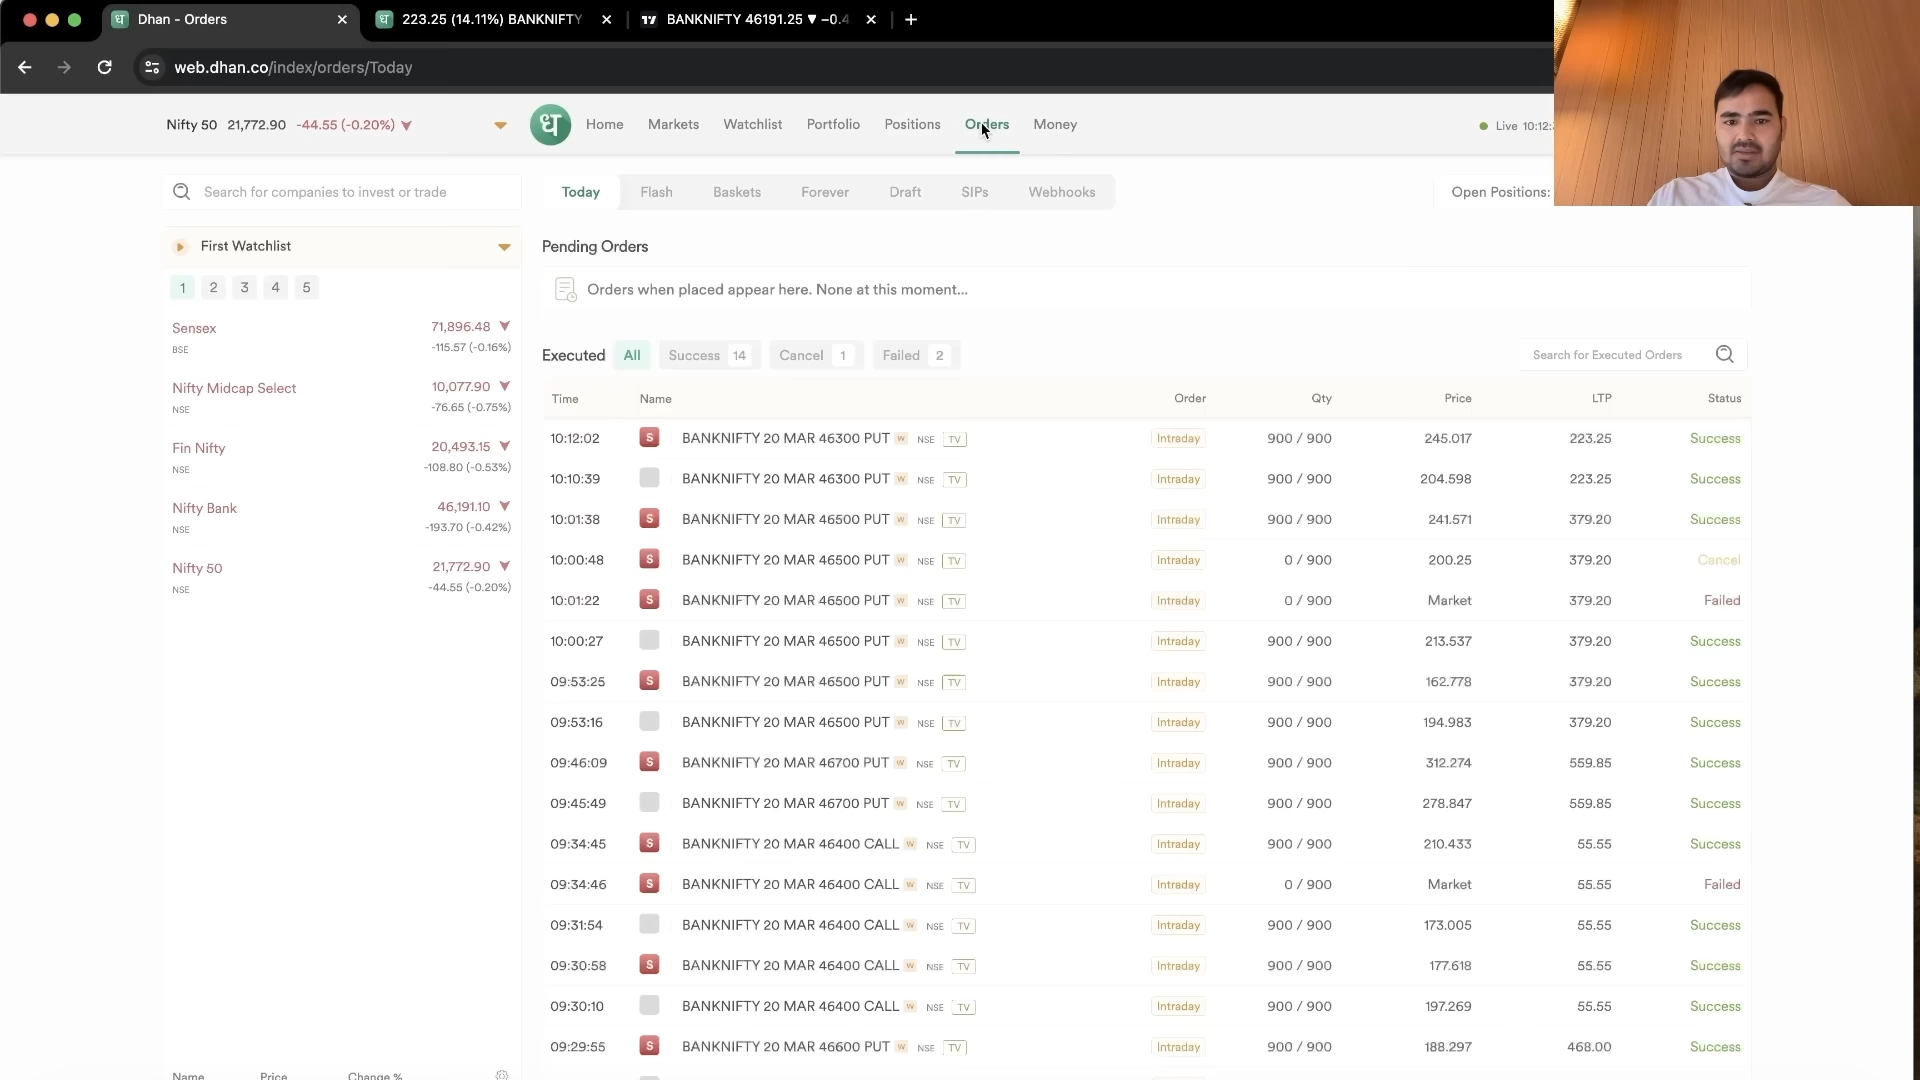 Dhan - Orders
223.25 (14.11%) BANKNIFTY
BANKNIFTY 46191.25 ▼ −0.4
web.dhan.co/index/orders/Today
Nifty 50 21,772.90 -44.55 (-0.20%)
ध Home Markets Watchlist Portfolio Positions Orders Money
Live 10:12:
Search for companies to invest or trade
Today Flash Baskets Forever Draft SIPs Webhooks
Open Positions:
First Watchlist
1 2 3 4 5
Sensex 71,896.48
BSE -115.57 (-0.16%)
Nifty Midcap Select 10,077.90
NSE -76.65 (-0.75%)
Fin Nifty 20,493.15
NSE -108.80 (-0.53%)
Nifty Bank 46,191.10
NSE -193.70 (-0.42%)
Nifty 50 21,772.90
NSE -44.55 (-0.20%)
Name Price Change %
Pending Orders
Orders when placed appear here. None at this moment...
Executed All Success 14 Cancel 1 Failed 2
Search for Executed Orders
Time Name Order Qty Price LTP Status
10:12:02 S BANKNIFTY 20 MAR 46300 PUT W NSE TV Intraday 900 / 900 245.017 223.25 Success
10:10:39 BANKNIFTY 20 MAR 46300 PUT W NSE TV Intraday 900 / 900 204.598 223.25 Success
10:01:38 S BANKNIFTY 20 MAR 46500 PUT W NSE TV Intraday 900 / 900 241.571 379.20 Success
10:00:48 S BANKNIFTY 20 MAR 46500 PUT W NSE TV Intraday 0 / 900 200.25 379.20 Cancel
10:01:22 S BANKNIFTY 20 MAR 46500 PUT W NSE TV Intraday 0 / 900 Market 379.20 Failed
10:00:27 BANKNIFTY 20 MAR 46500 PUT W NSE TV Intraday 900 / 900 213.537 379.20 Success
09:53:25 S BANKNIFTY 20 MAR 46500 PUT W NSE TV Intraday 900 / 900 162.778 379.20 Success
09:53:16 BANKNIFTY 20 MAR 46500 PUT W NSE TV Intraday 900 / 900 194.983 379.20 Success
09:46:09 S BANKNIFTY 20 MAR 46700 PUT W NSE TV Intraday 900 / 900 312.274 559.85 Success
09:45:49 BANKNIFTY 20 MAR 46700 PUT W NSE TV Intraday 900 / 900 278.847 559.85 Success
09:34:45 S BANKNIFTY 20 MAR 46400 CALL W NSE TV Intraday 900 / 900 210.433 55.55 Success
09:34:46 S BANKNIFTY 20 MAR 46400 CALL W NSE TV Intraday 0 / 900 Market 55.55 Failed
09:31:54 BANKNIFTY 20 MAR 46400 CALL W NSE TV Intraday 900 / 900 173.005 55.55 Success
09:30:58 S BANKNIFTY 20 MAR 46400 CALL W NSE TV Intraday 900 / 900 177.618 55.55 Success
09:30:10 BANKNIFTY 20 MAR 46400 CALL W NSE TV Intraday 900 / 900 197.269 55.55 Success
09:29:55 S BANKNIFTY 20 MAR 46600 PUT W NSE TV Intraday 900 / 900 188.297 468.00 Success